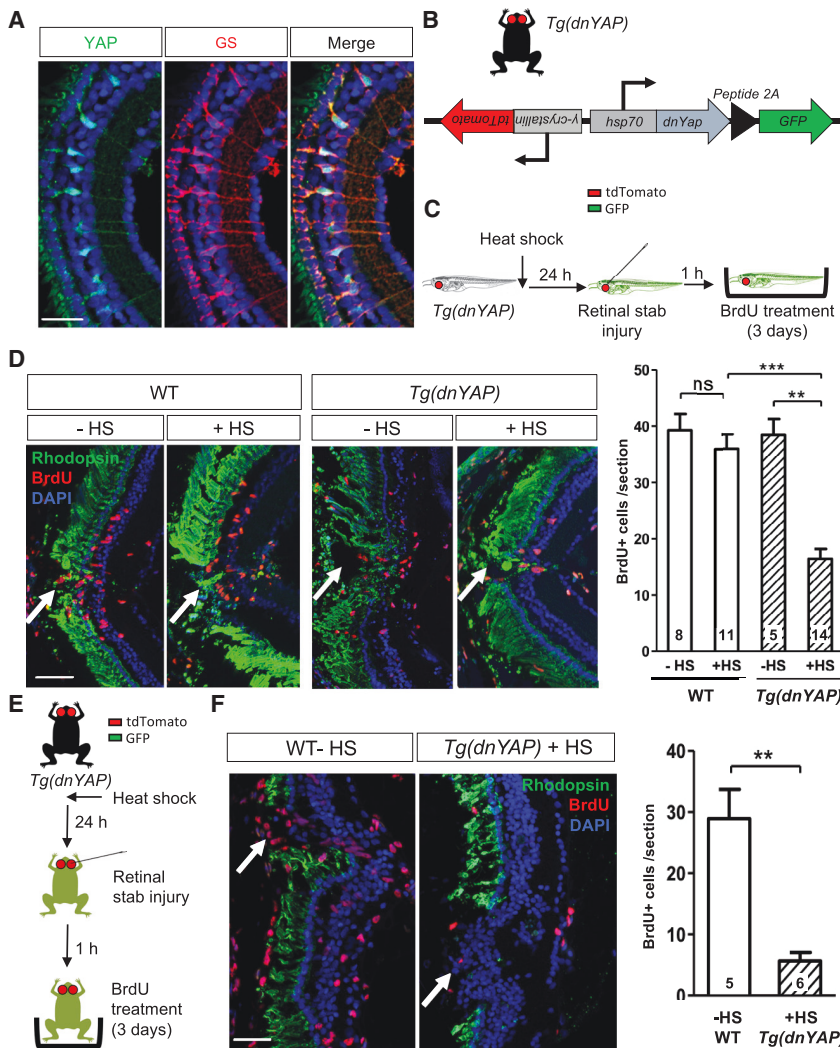 A
YAP
GS
Merge
B
Tg(dnYAP)
Peptide 2A
tdTomato
γ-crystallin
hsp70
dnYap
GFP
tdTomato
GFP
C
Heat shock
24 h
1 h
Tg(dnYAP)
Retinal stab
injury
BrdU treatment
(3 days)
D
WT
Tg(dnYAP)
- HS
+ HS
- HS
+ HS
Rhodopsin
BrdU
DAPI
BrdU+ cells /section
50
40
30
20
10
0
ns
***
**
8
11
5
14
- HS
+HS
-HS
+HS
WT
Tg(dnYAP)
E
tdTomato
GFP
Tg(dnYAP)
Heat shock
24 h
Retinal
stab injury
1 h
BrdU
treatment
(3 days)
F
WT- HS
Tg(dnYAP) + HS
Rhodopsin
BrdU
DAPI
BrdU+ cells /section
40
30
20
10
0
**
5
6
-HS
WT
+HS
Tg(dnYAP)